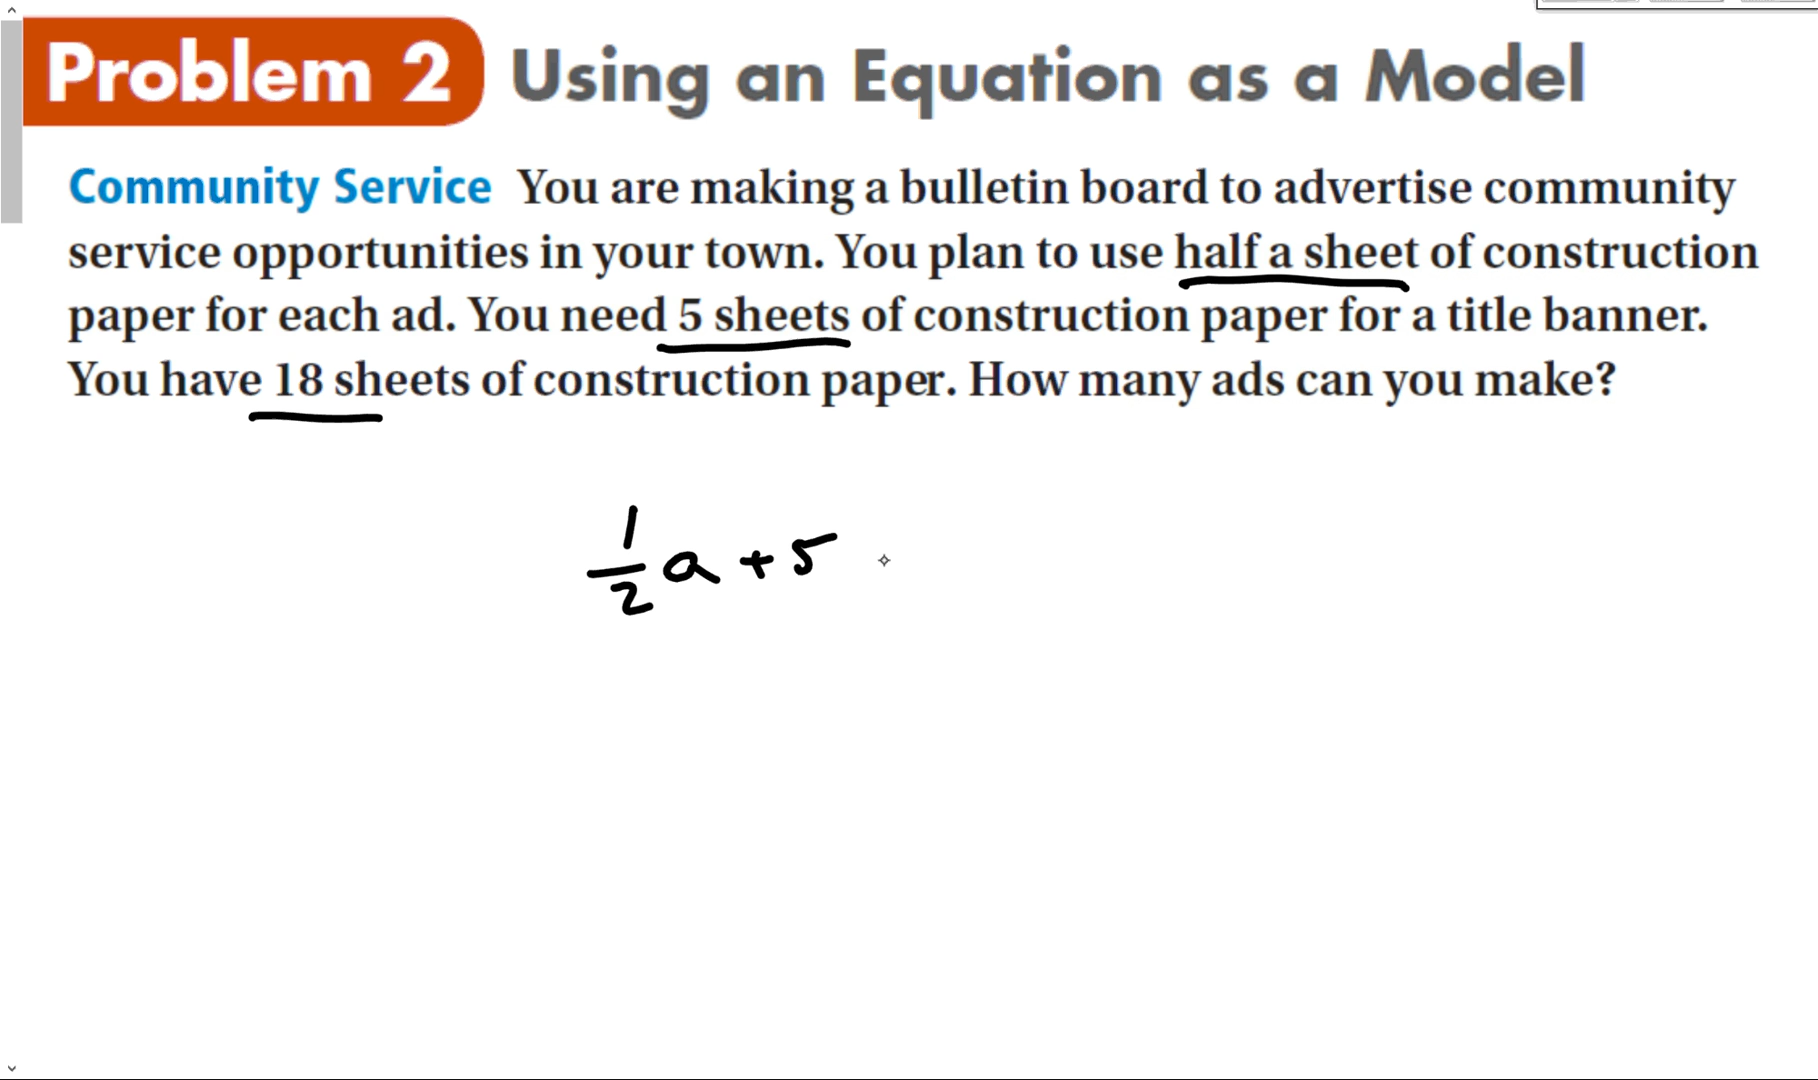 Problem 2 Using an Equation as a Model
Community Service You are making a bulletin board to advertise community
service opportunities in your town. You plan to use half a sheet of construction
paper for each ad. You need 5 sheets of construction paper for a title banner.
You have 18 sheets of construction paper. How many ads can you make?
1/2 a + 5